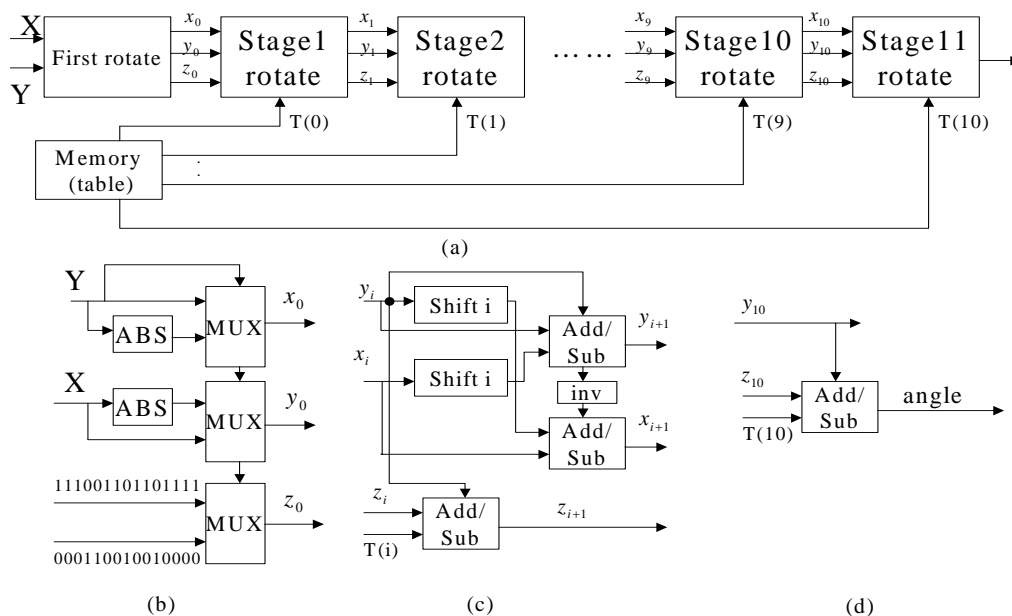 X
Y
First rotate
x0
y0
z0
Stage1
rotate
x1
y1
z1
Stage2
rotate
…… 
x9
y9
z9
Stage10
rotate
x10
y10
z10
Stage11
rotate
T(0)
T(1)
T(9)
T(10)
Memory
(table)
(a)
Y
ABS
MUX
x0
X
ABS
MUX
y0
111001101101111
MUX
z0
000110010010000
(b)
yi
Shift i
Add/
Sub
yi+1
xi
Shift i
inv
Add/
Sub
xi+1
zi
T(i)
Add/
Sub
zi+1
(c)
y10
z10
T(10)
Add/
Sub
angle
(d)